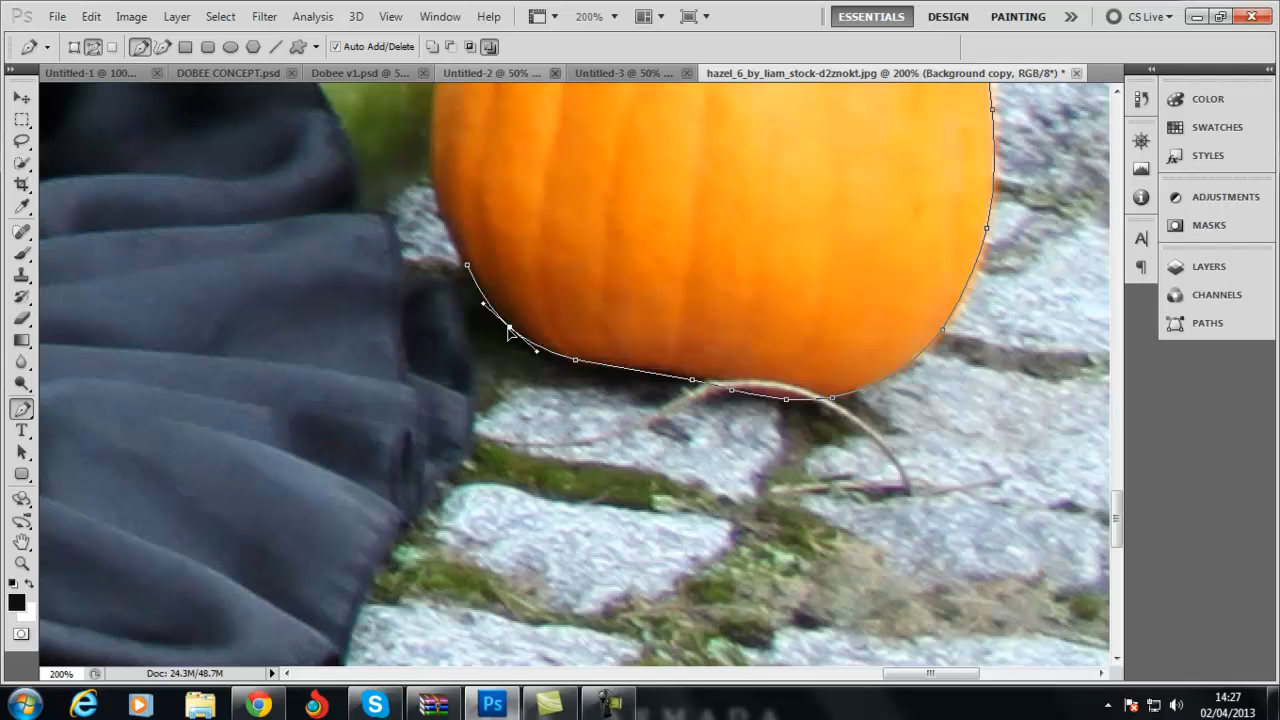 Ps File Edit Image Layer Select Filter Analysis 3D View Window Help 200% ESSENTIALS DESIGN PAINTING CS Live
Auto Add/Delete
Untitled-1 @ 100... DOBEE CONCEPT.psd Dobee v1.psd @ 5... Untitled-2 @ 50% ... Untitled-3 @ 50% ... hazel_6_by_liam_stock-d2znokt.jpg @ 200% (Background copy, RGB/8*) *
COLOR
SWATCHES
STYLES
ADJUSTMENTS
MASKS
LAYERS
CHANNELS
PATHS
200% Doc: 24.3M/48.7M
14:27
02/04/2013